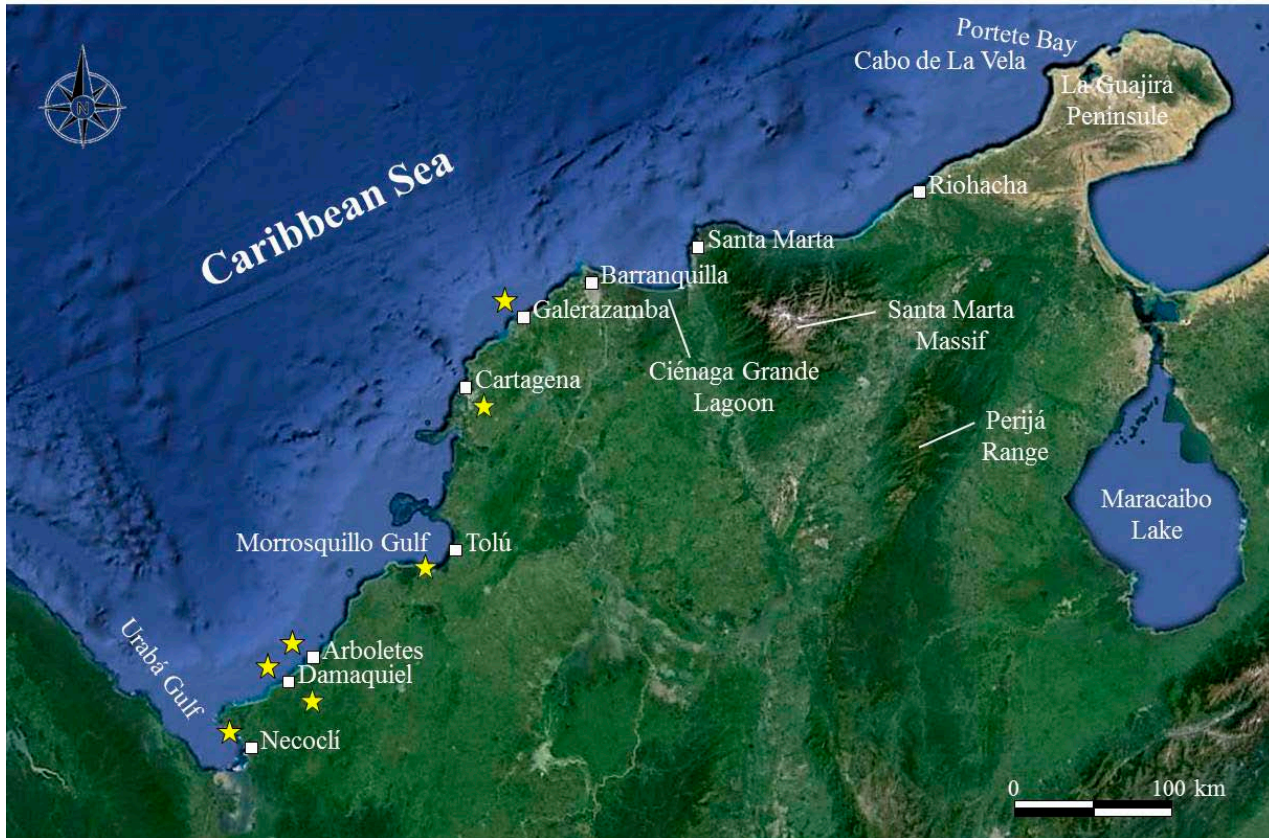 Portete Bay
Cabo de La Vela
La Guajira
Peninsule
N
Caribbean Sea
Riohacha
Santa Marta
Barranquilla
Galerazamba
Santa Marta
Massif
Ciénaga Grande
Lagoon
Cartagena
Perijá
Range
Maracaibo
Lake
Morrosquillo Gulf
Tolú
Urabá Gulf
Arboletes
Damaquiel
Necoclí
0
100 km